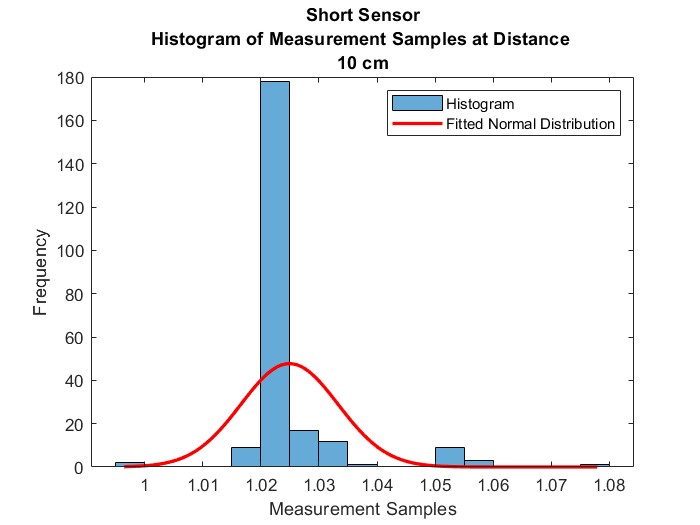 Short Sensor
Histogram of Measurement Samples at Distance
10 cm
Histogram
Fitted Normal Distribution
Frequency
180
160
140
120
100
80
60
40
20
0
1
1.01
1.02
1.03
1.04
1.05
1.06
1.07
1.08
Measurement Samples